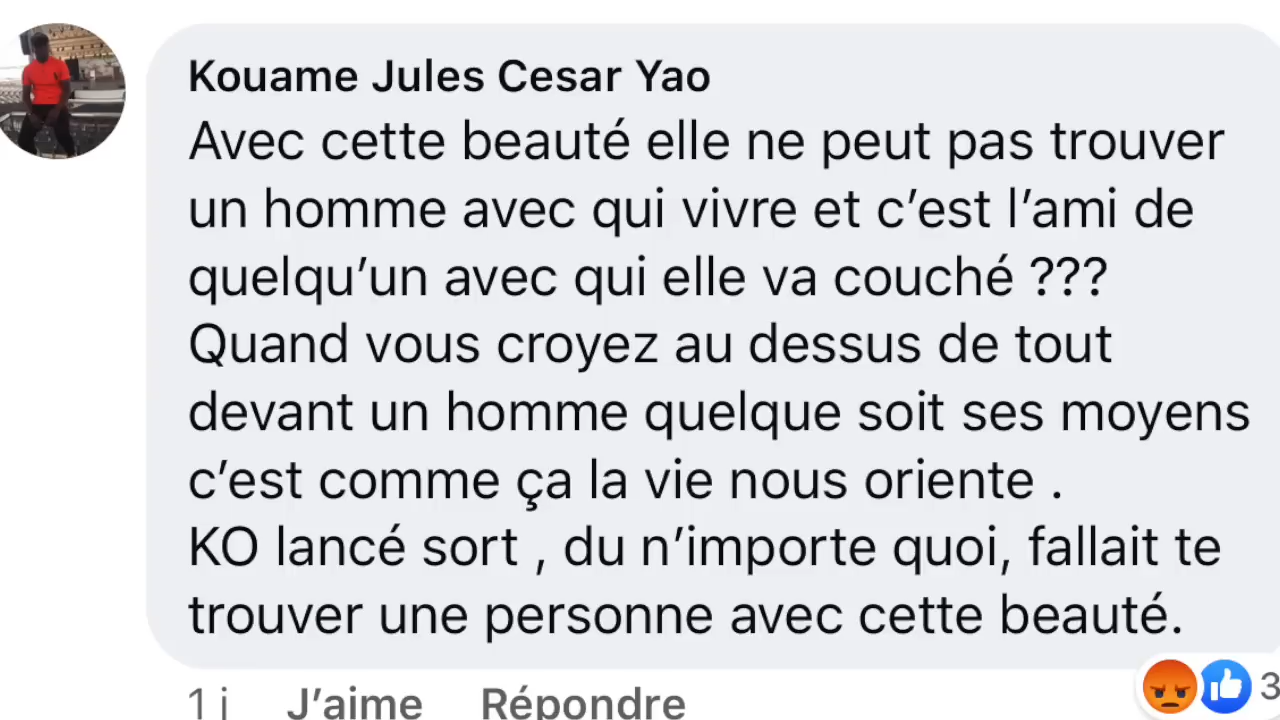 Kouame Jules Cesar Yao
Avec cette beauté elle ne peut pas trouver
un homme avec qui vivre et c’est l’ami de
quelqu’un avec qui elle va couché ???
Quand vous croyez au dessus de tout
devant un homme quelque soit ses moyens
c’est comme ça la vie nous oriente .
KO lancé sort , du n’importe quoi, fallait te
trouver une personne avec cette beauté.
1 j J’aime Répondre
3